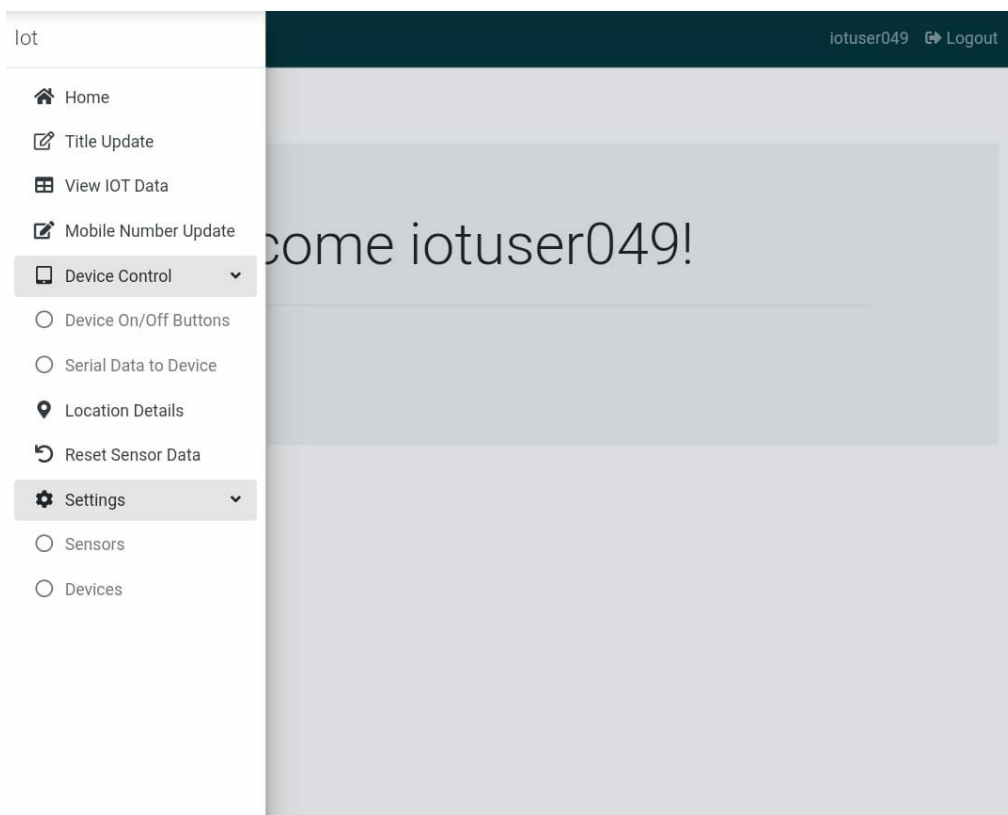 Iot
iotuser049 Logout
Home
Title Update
View IOT Data
Mobile Number Update
Device Control
Device On/Off Buttons
Serial Data to Device
Location Details
Reset Sensor Data
Settings
Sensors
Devices
come iotuser049!